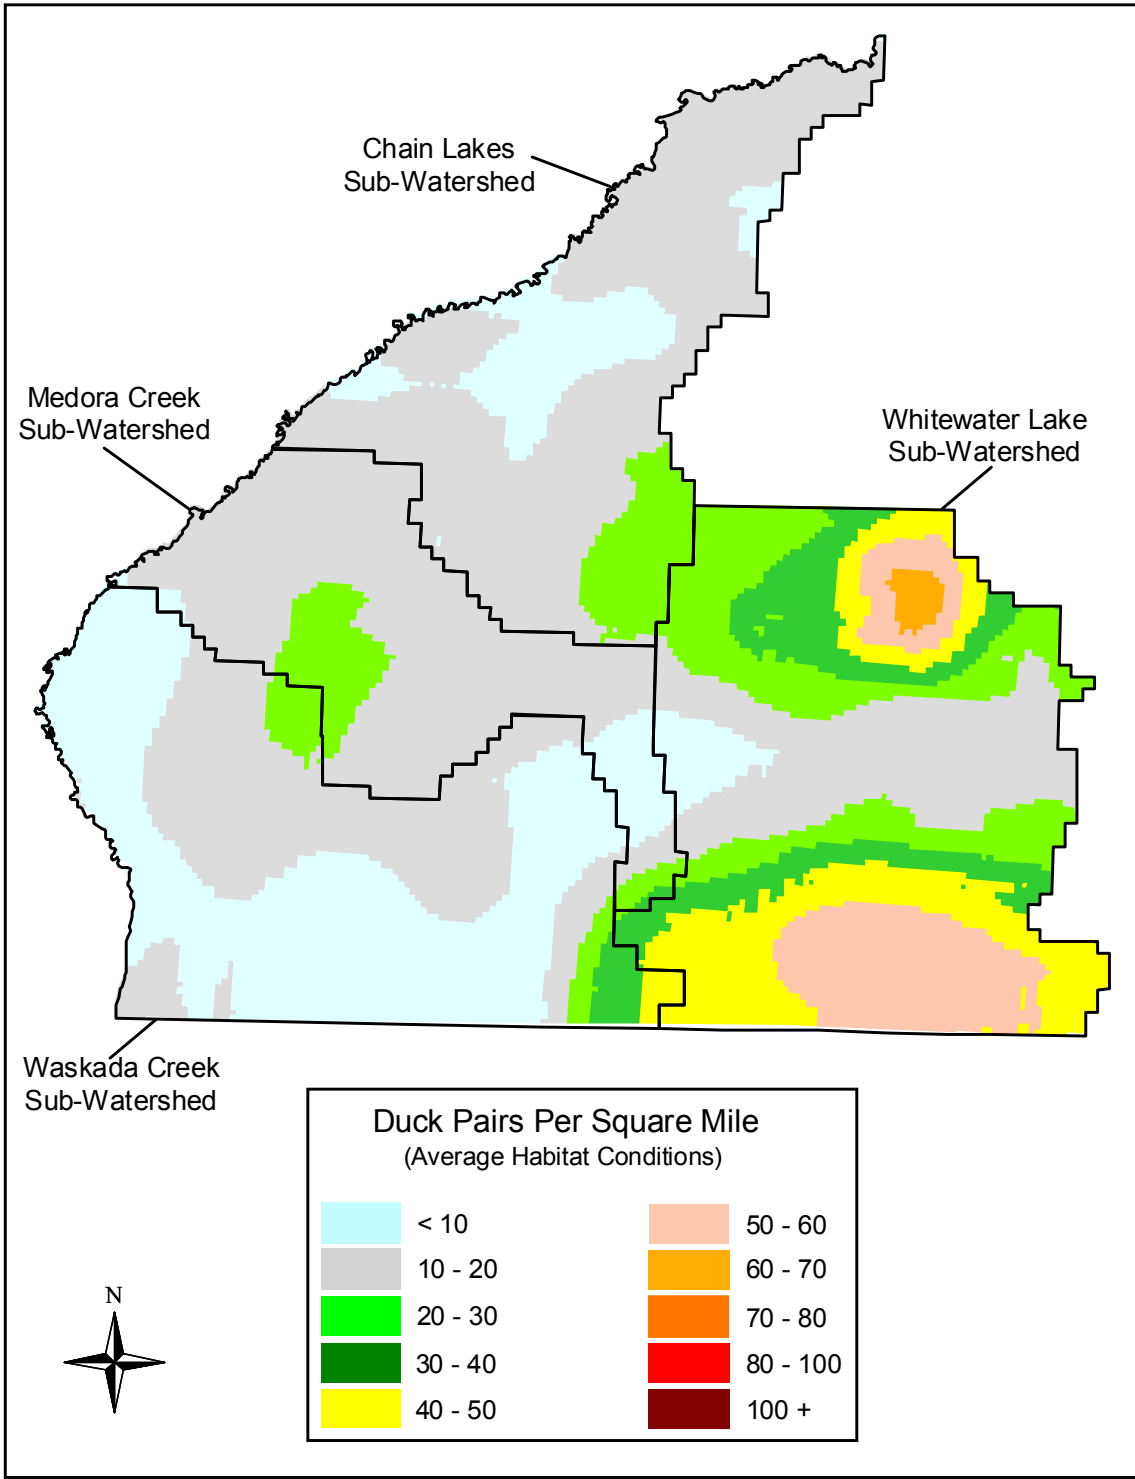 Chain Lakes
Sub-Watershed
Medora Creek
Sub-Watershed
Whitewater Lake
Sub-Watershed
Waskada Creek
Sub-Watershed
Duck Pairs Per Square Mile
(Average Habitat Conditions)
< 10
10 - 20
20 - 30
30 - 40
40 - 50
50 - 60
60 - 70
70 - 80
80 - 100
100 +
N